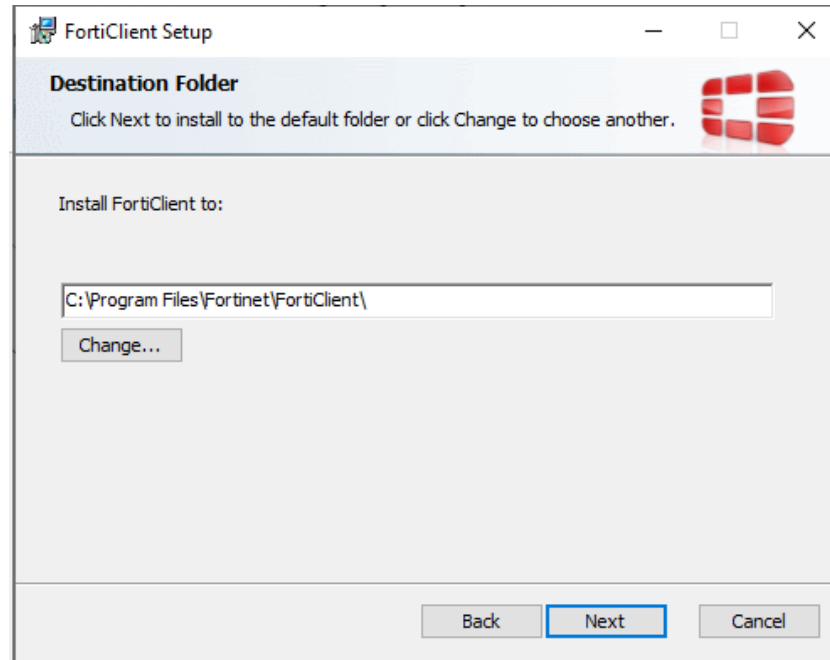 FortiClient Setup
Destination Folder
Click Next to install to the default folder or click Change to choose another.
Install FortiClient to:
C:\Program Files\Fortinet\FortiClient\
Change...
Back Next Cancel